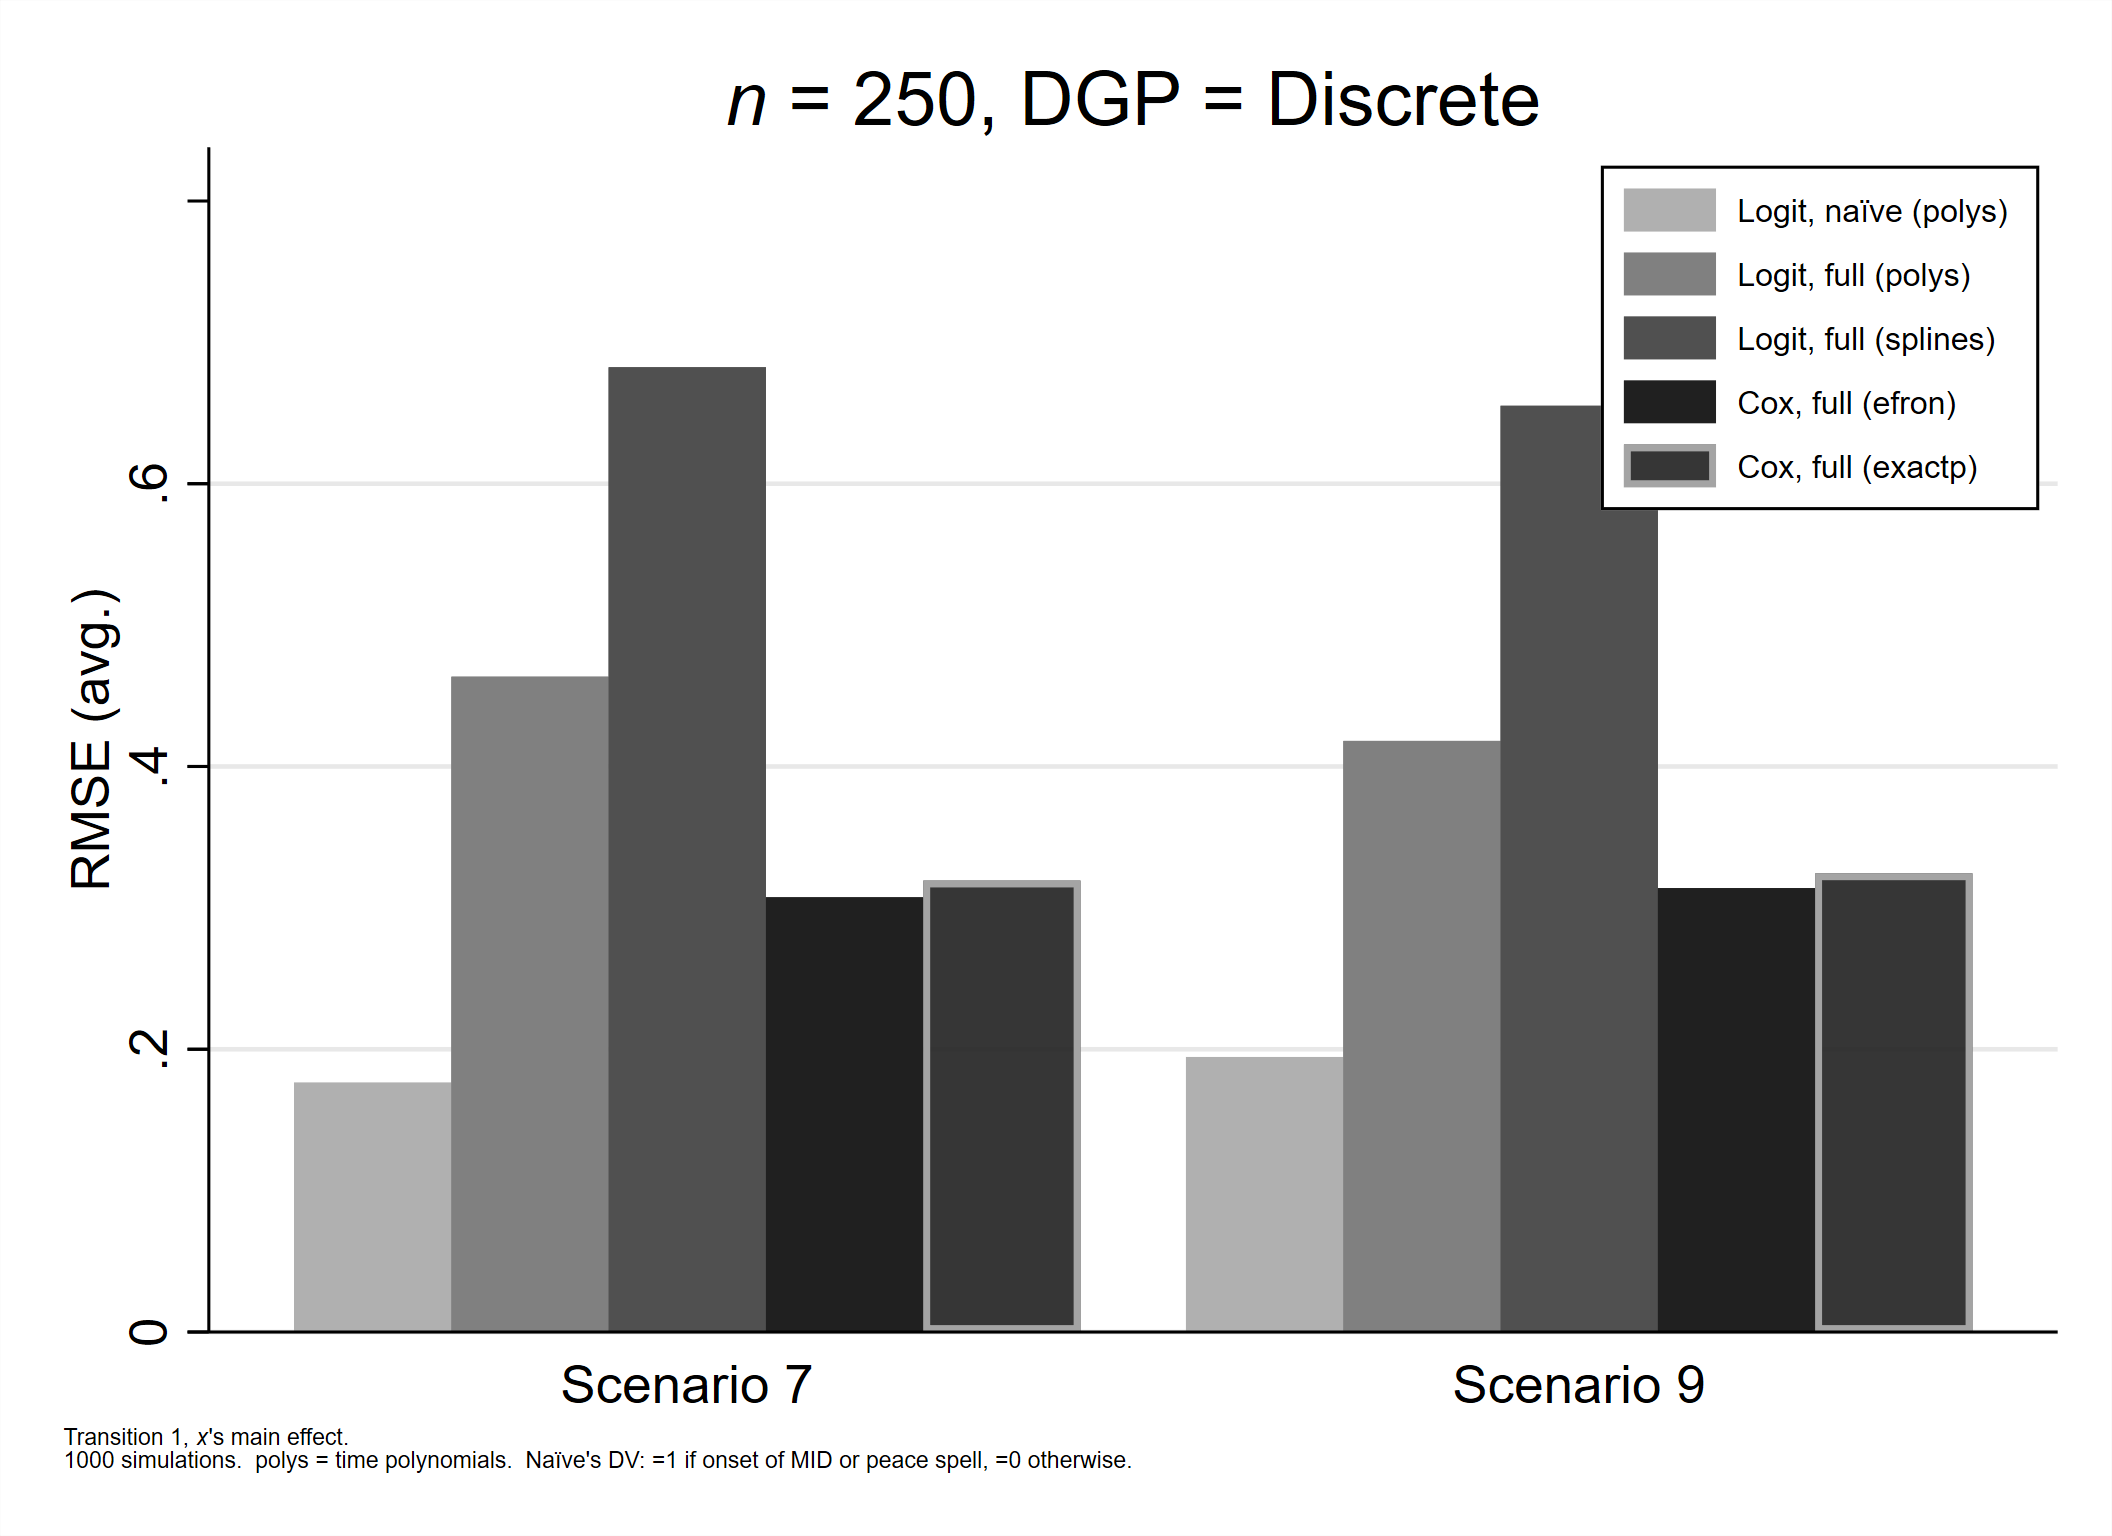 n = 250, DGP = Discrete
Logit, naïve (polys)
Logit, full (polys)
Logit, full (splines)
Cox, full (efron)
Cox, full (exactp)
RMSE (avg.)
.6
.4
.2
0
Scenario 7
Scenario 9
Transition 1, x's main effect.
1000 simulations.  polys = time polynomials.  Naïve's DV: =1 if onset of MID or peace spell, =0 otherwise.